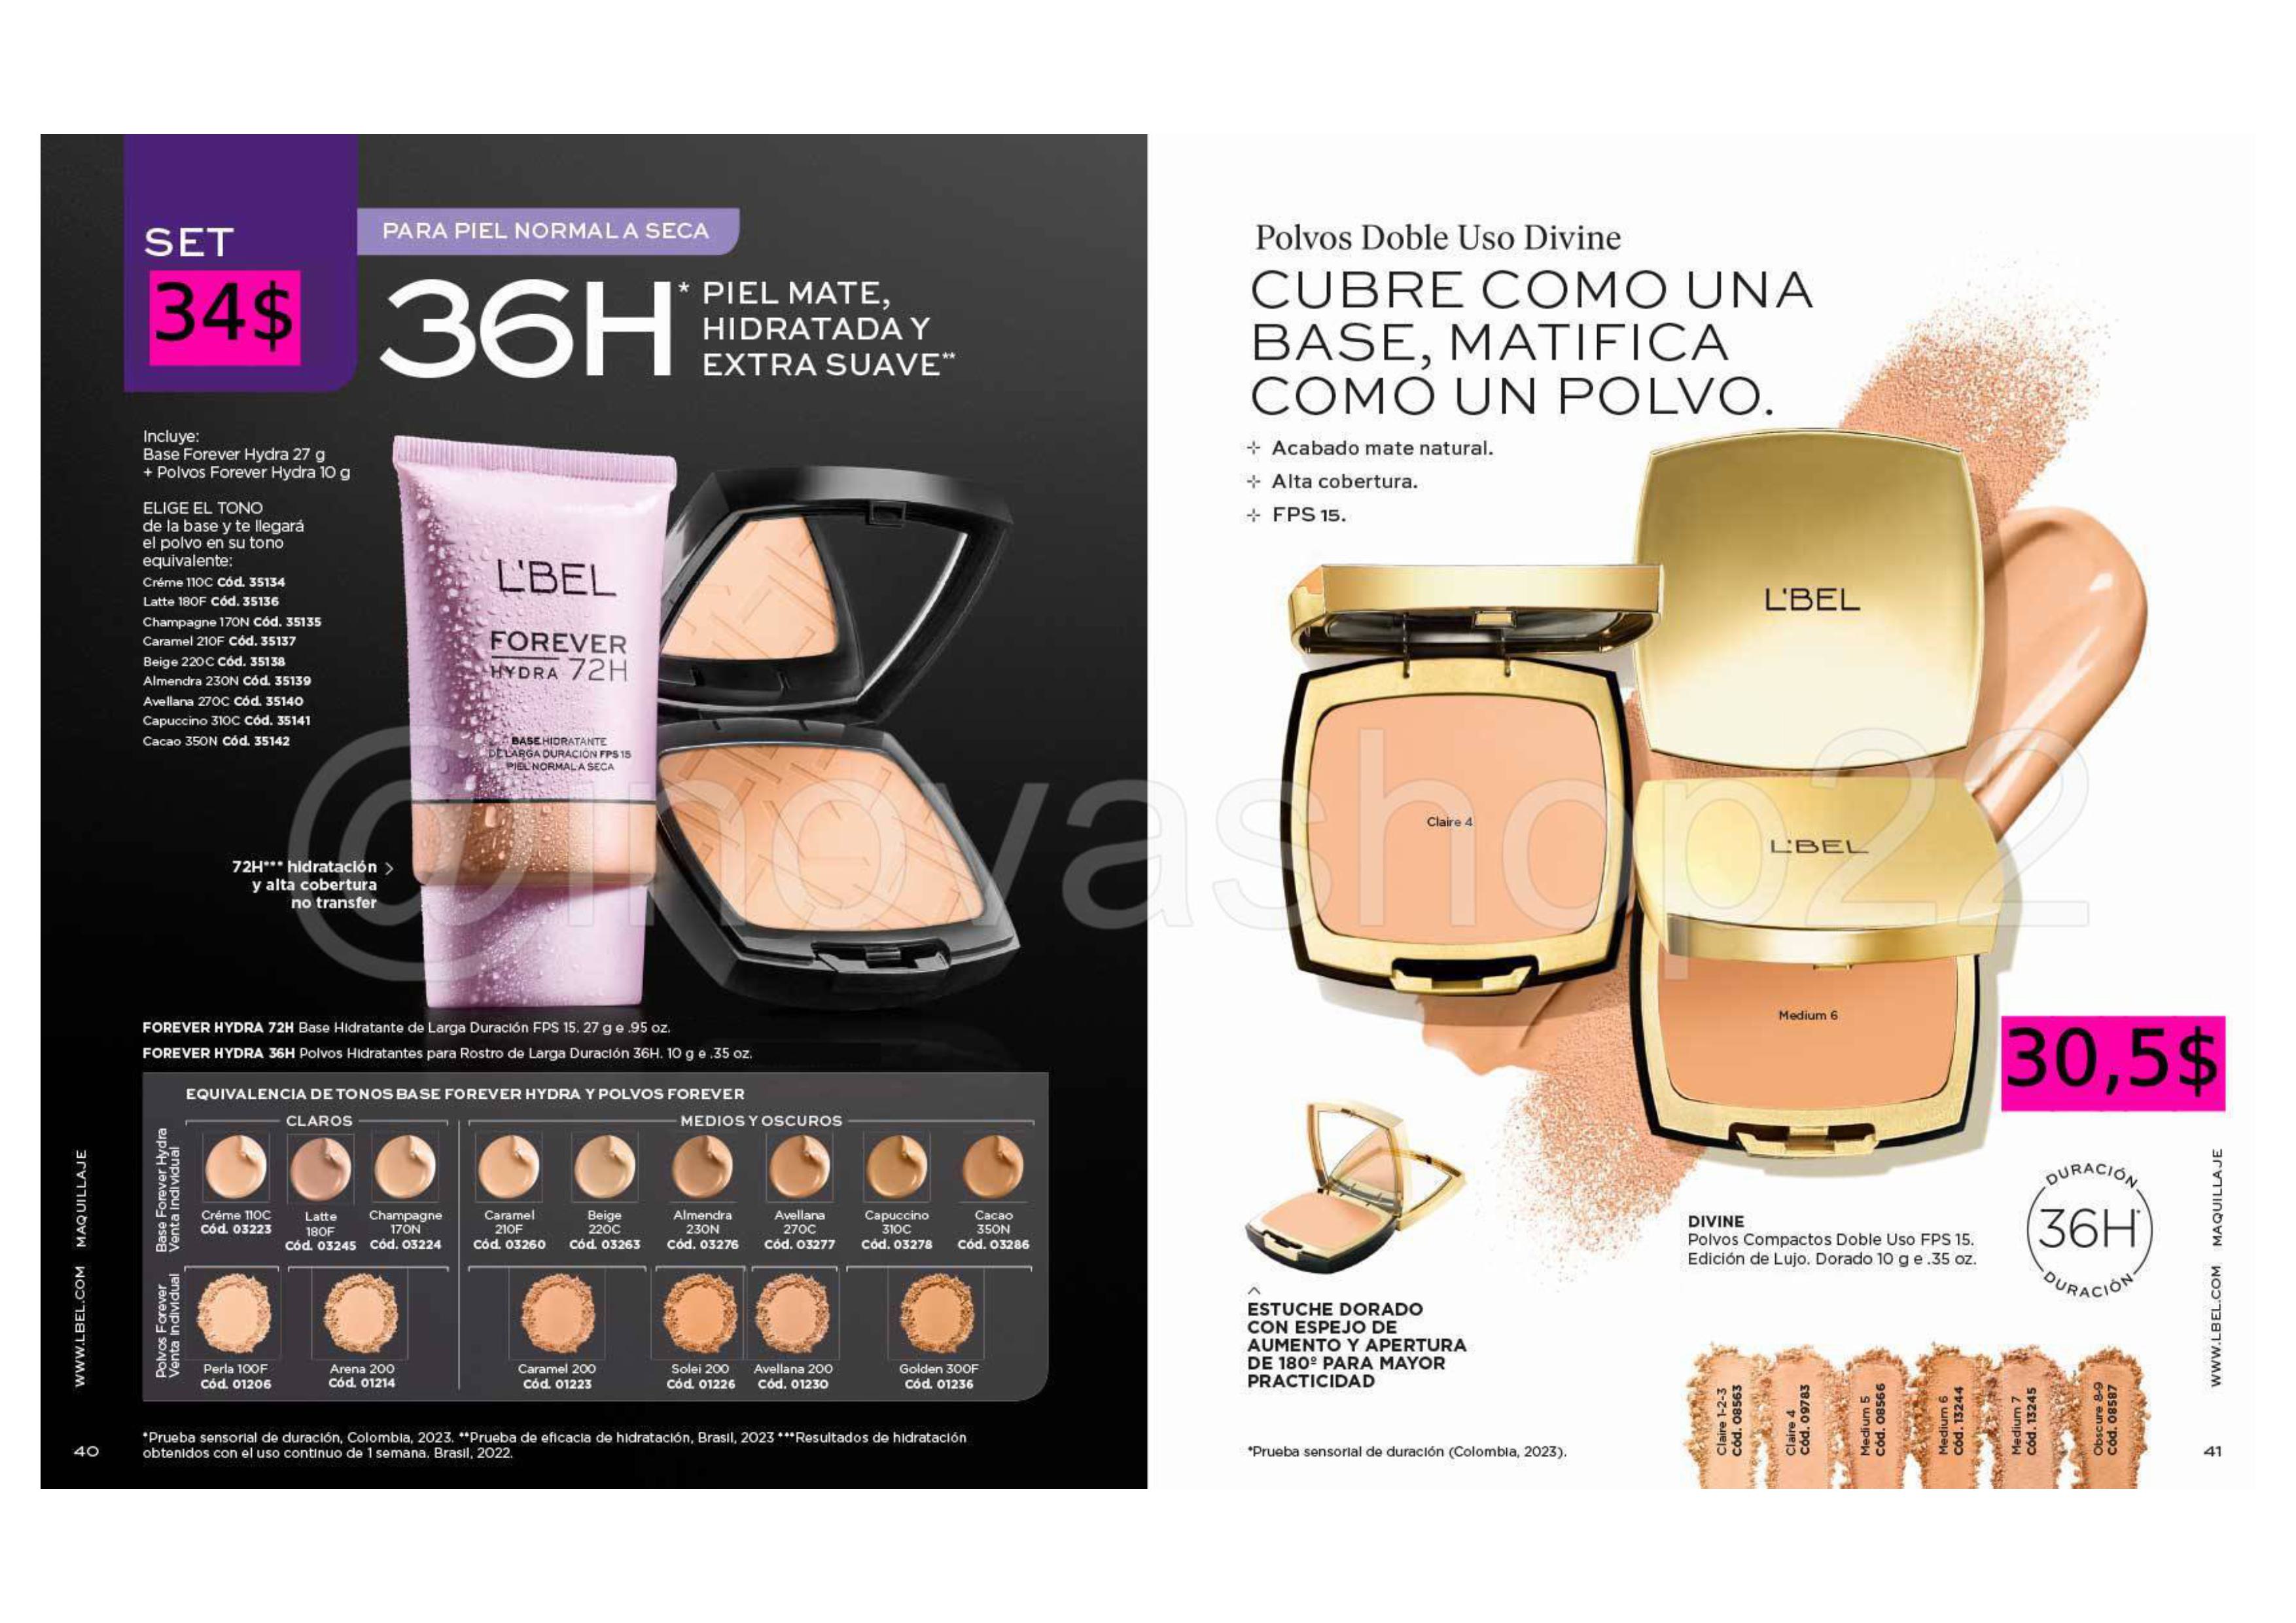 SET
34$
PARA PIEL NORMAL A SECA
36H* PIEL MATE,
HIDRATADA Y
EXTRA SUAVE**
Incluye:
Base Forever Hydra 27 g
+ Polvos Forever Hydra 10 g
ELIGE EL TONO
de la base y te llegará
el polvo en su tono
equivalente:
Créme 110C Cód. 35134
Latte 180F Cód. 35136
Champagne 170N Cód. 35135
Caramel 210F Cód. 35137
Beige 220C Cód. 35138
Almendra 230N Cód. 35139
Avellana 270C Cód. 35140
Capuccino 310C Cód. 35141
Cacao 350N Cód. 35142
L'BEL
FOREVER
HYDRA 72H
BASE HIDRATANTE
DE LARGA DURACIÓN FPS 15
PIEL NORMAL A SECA
72H*** hidratación >
y alta cobertura
no transfer
FOREVER HYDRA 72H Base Hidratante de Larga Duración FPS 15. 27 g e .95 oz.
FOREVER HYDRA 36H Polvos Hidratantes para Rostro de Larga Duración 36H. 10 g e .35 oz.
EQUIVALENCIA DE TONOS BASE FOREVER HYDRA Y POLVOS FOREVER
CLAROS
MEDIOS Y OSCUROS
Base Forever Hydra
Venta Individual
Créme 110C
Cód. 03223
Latte
180F
Cód. 03245
Champagne
170N
Cód. 03224
Caramel
210F
Cód. 03260
Beige
220C
Cód. 03263
Almendra
230N
Cód. 03276
Avellana
270C
Cód. 03277
Capuccino
310C
Cód. 03278
Cacao
350N
Cód. 03286
Polvos Forever
Venta Individual
Perla 100F
Cód. 01206
Arena 200
Cód. 01214
Caramel 200
Cód. 01223
Solei 200
Cód. 01226
Avellana 200
Cód. 01230
Golden 300F
Cód. 01236
*Prueba sensorial de duración, Colombia, 2023. **Prueba de eficacia de hidratación, Brasil, 2023 ***Resultados de hidratación
obtenidos con el uso continuo de 1 semana. Brasil, 2022.
WWW.LBEL.COM MAQUILLAJE
40
@inovashop22
Polvos Doble Uso Divine
CUBRE COMO UNA
BASE, MATIFICA
COMO UN POLVO.
+ Acabado mate natural.
+ Alta cobertura.
+ FPS 15.
L'BEL
Claire 4
L'BEL
Medium 6
30,5$
DIVINE
Polvos Compactos Doble Uso FPS 15.
Edición de Lujo. Dorado 10 g e .35 oz.
DURACIÓN
36H*
DURACIÓN
ESTUCHE DORADO
CON ESPEJO DE
AUMENTO Y APERTURA
DE 180º PARA MAYOR
PRACTICIDAD
Claire 1-2-3
Cód. 08563
Claire 4
Cód. 09783
Medium 5
Cód. 08566
Medium 6
Cód. 13244
Medium 7
Cód. 13245
Obscure 8-9
Cód. 08587
*Prueba sensorial de duración (Colombia, 2023).
WWW.LBEL.COM MAQUILLAJE
41